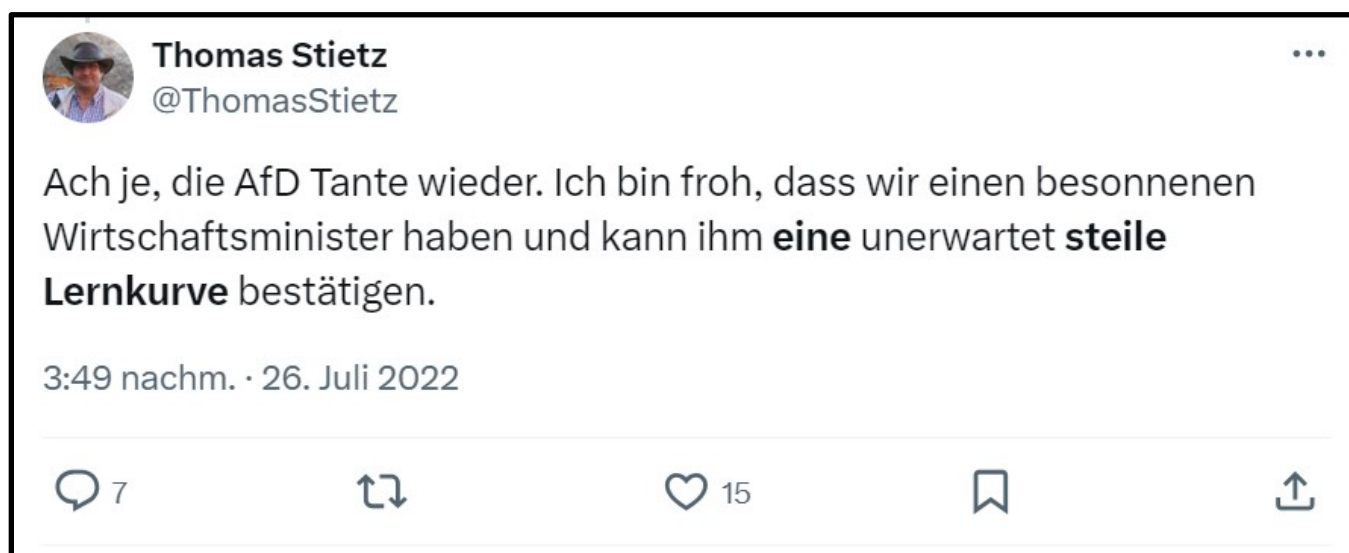 Thomas Stietz
@ThomasStietz
Ach je, die AfD Tante wieder. Ich bin froh, dass wir einen besonnenen
Wirtschaftsminister haben und kann ihm eine unerwartet steile
Lernkurve bestätigen.
3:49 nachm. · 26. Juli 2022
7 15